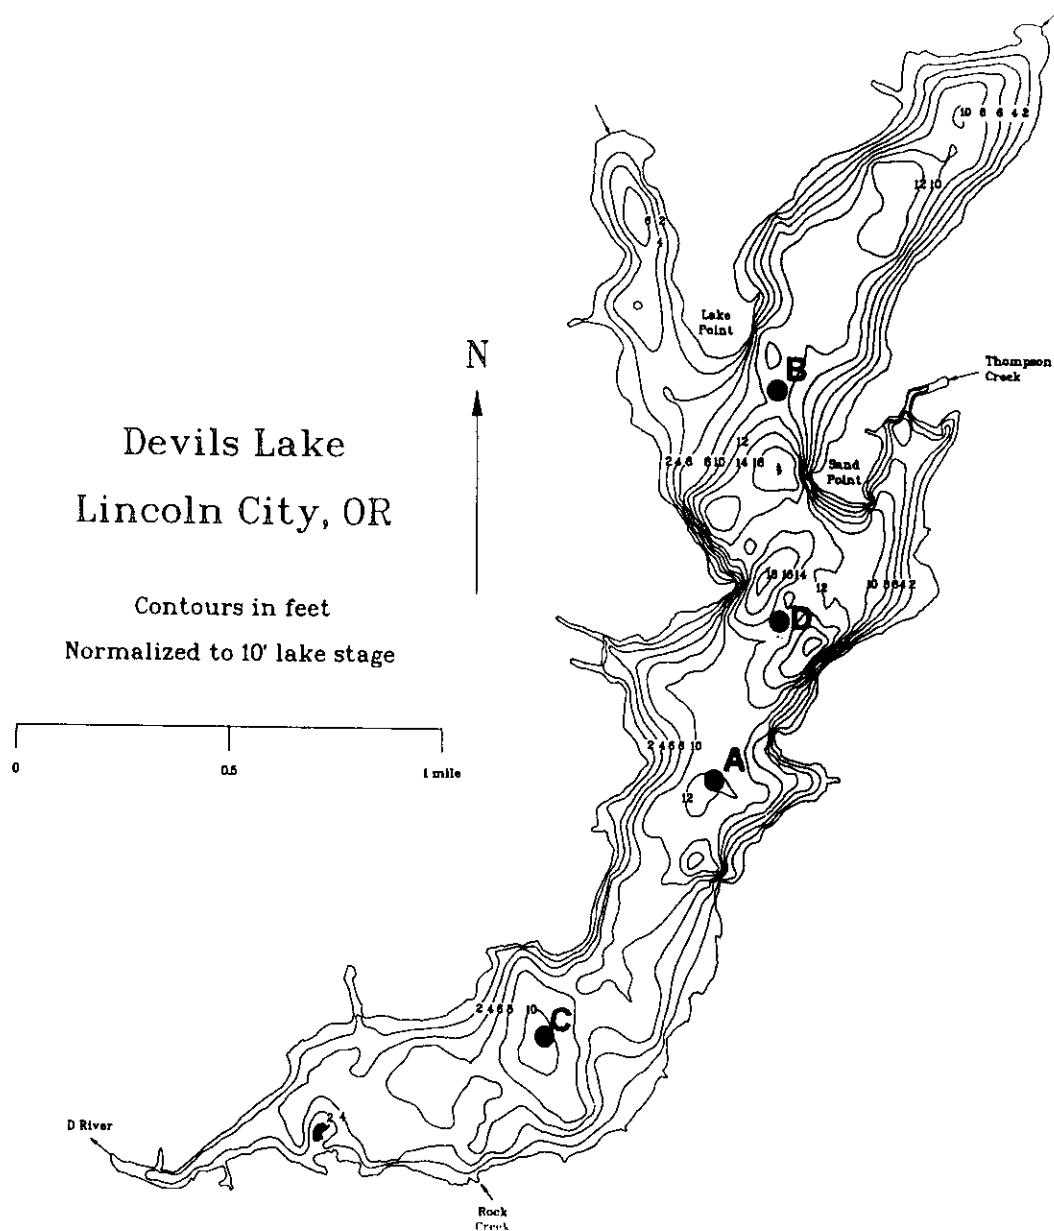 10 8 6 4 2
12 10
6 2
4
Lake
Point
N
B
Thompson
Creek
Devils Lake
Lincoln City, OR
12
2 4 6 8 10 14 16
Sand
Point
Contours in feet
Normalized to 10' lake stage
18 16 14
12
10 8 6 4 2
D
0 0.5 1 mile
2 4 6 8 10
A
12
2 4 6 8 10
C
2 4
D River
Rock
Creek